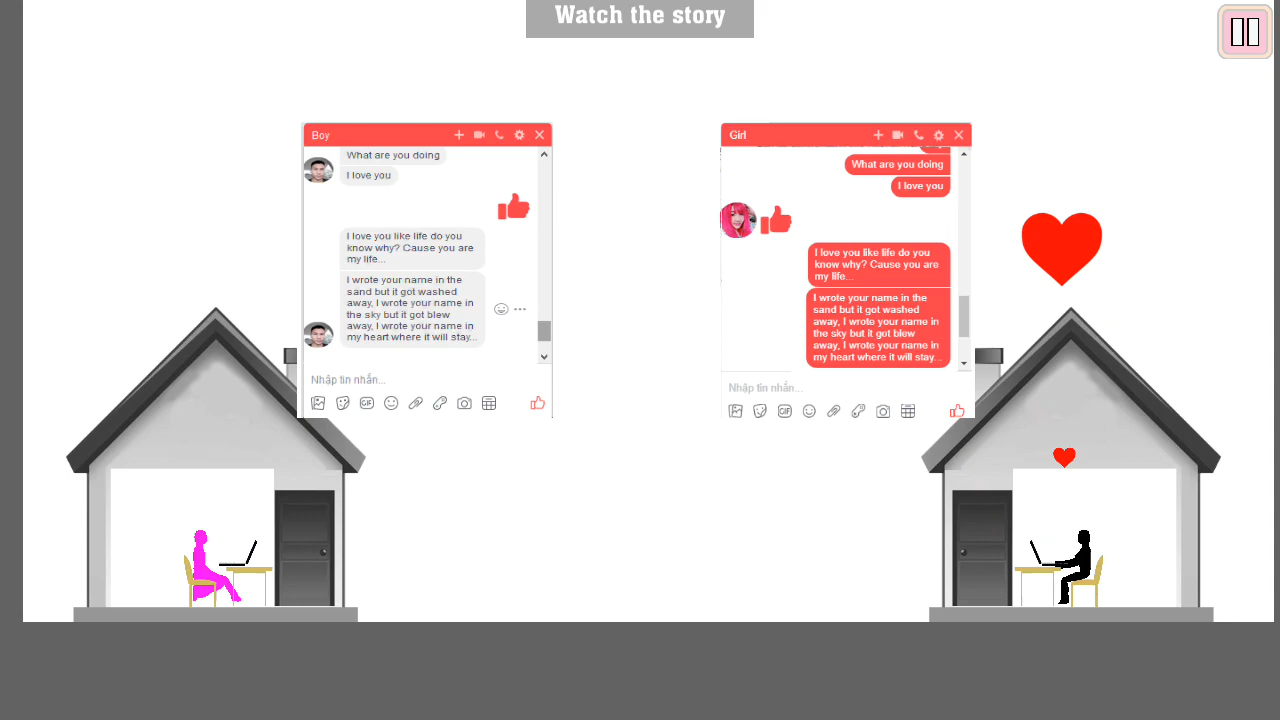 Watch the story
Boy
What are you doing
I love you
I love you like life do you
know why? Cause you are
my life...
I wrote your name in the
sand but it got washed
away, I wrote your name in
the sky but it got blew
away, I wrote your name in
my heart where it will stay...
Nhập tin nhắn...
GIF
Girl
What are you doing
I love you
I love you like life do you
know why? Cause you are
my life...
I wrote your name in the
sand but it got washed
away, I wrote your name in
the sky but it got blew
away, I wrote your name in
my heart where it will stay...
Nhập tin nhắn...
GIF